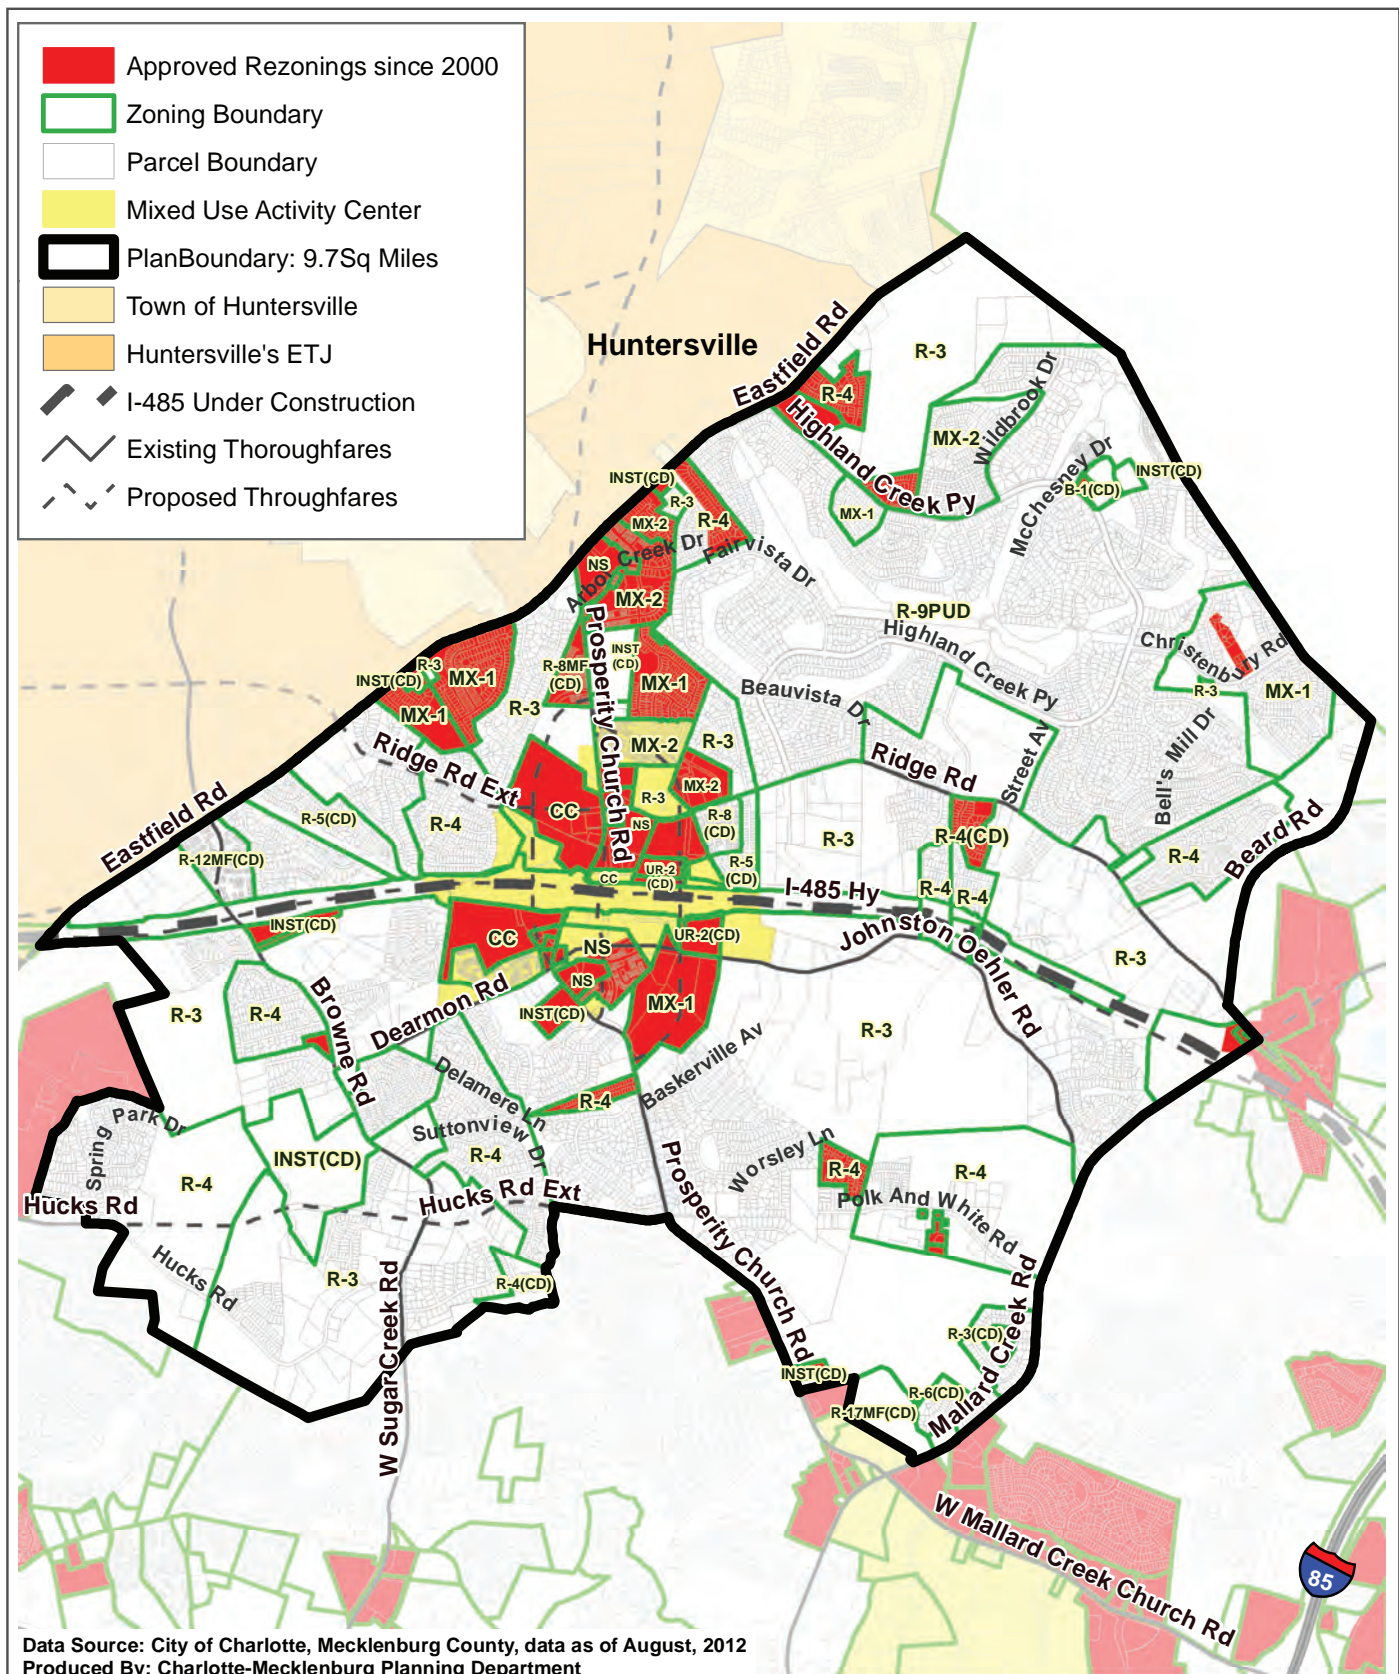 Approved Rezonings since 2000
Zoning Boundary
Parcel Boundary
Mixed Use Activity Center
PlanBoundary: 9.7Sq Miles
Town of Huntersville
Huntersville's ETJ
I-485 Under Construction
Existing Thoroughfares
Proposed Throughfares
Huntersville
Eastfield Rd
R-3
R-4
Highland Creek Py
MX-2
Wildbrook Dr
McChesney Dr
INST(CD)
B-1(CD)
MX-1
INST(CD)
R-3
MX-2
R-4
NS
Arbor Creek Dr
Fairvista Dr
MX-2
R-9PUD
Highland Creek Py
Christenbury Rd
R-3
MX-1
Bell's Mill Dr
Prosperity Church Rd
INST
(CD)
R-8MF
(CD)
MX-1
R-3
INST(CD)
MX-1
MX-1
R-3
Beauvista Dr
MX-2
R-3
Ridge Rd
Street Av
Ridge Rd Ext
MX-2
R-3
CC
NS
R-8
(CD)
R-3
R-4(CD)
R-4
Beard Rd
Eastfield Rd
R-5(CD)
R-4
R-12MF(CD)
CC
UR-2
(CD)
R-5
(CD)
I-485 Hy
R-4
R-4
INST(CD)
CC
NS
UR-2(CD)
Johnston Oehler Rd
R-3
NS
MX-1
INST(CD)
R-3
R-4
Browne Rd
Dearmon Rd
R-3
Delamere Ln
Baskerville Av
R-4
Spring Park Dr
Suttonview Dr
INST(CD)
R-4
R-4
Worsley Ln
R-4
R-4
Polk And White Rd
Hucks Rd
Hucks Rd Ext
Prosperity Church Rd
Hucks Rd
R-3
R-4(CD)
W Sugar Creek Rd
Mallard Creek Rd
R-3(CD)
INST(CD)
R-6(CD)
R-17MF(CD)
W Mallard Creek Church Rd
85
Data Source: City of Charlotte, Mecklenburg County, data as of August, 2012
Produced By: Charlotte-Mecklenburg Planning Department